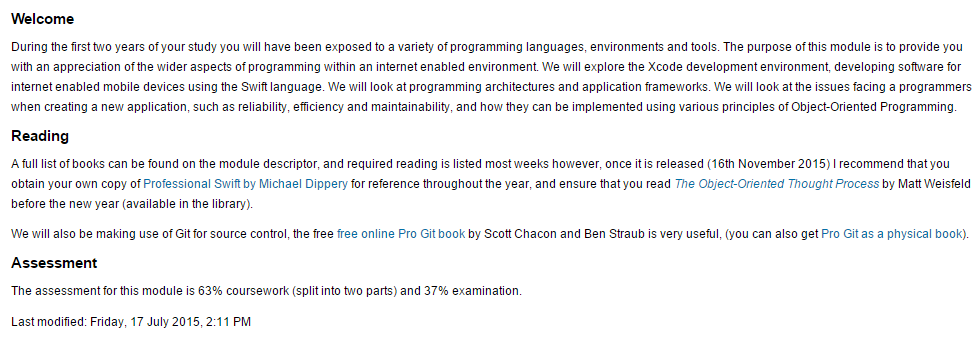 Welcome
During the first two years of your study you will have been exposed to a variety of programming languages, environments and tools. The purpose of this module is to provide you
with an appreciation of the wider aspects of programming within an internet enabled environment. We will explore the Xcode development environment, developing software for
internet enabled mobile devices using the Swift language. We will look at programming architectures and application frameworks. We will look at the issues facing a programmers
when creating a new application, such as reliability, efficiency and maintainability, and how they can be implemented using various principles of Object-Oriented Programming.
Reading
A full list of books can be found on the module descriptor, and required reading is listed most weeks however, once it is released (16th November 2015) I recommend that you
obtain your own copy of Professional Swift by Michael Dippery for reference throughout the year, and ensure that you read The Object-Oriented Thought Process by Matt Weisfeld
before the new year (available in the library).
We will also be making use of Git for source control, the free free online Pro Git book by Scott Chacon and Ben Straub is very useful, (you can also get Pro Git as a physical book).
Assessment
The assessment for this module is 63% coursework (split into two parts) and 37% examination.
Last modified: Friday, 17 July 2015, 2:11 PM